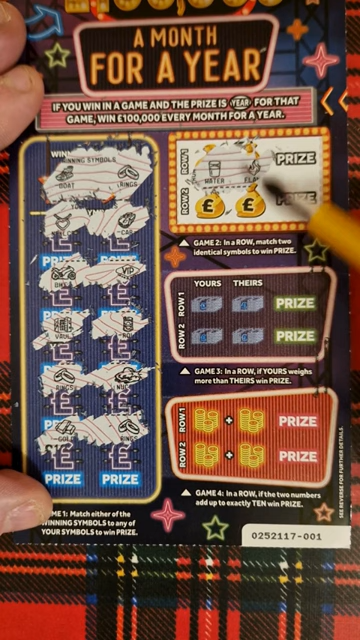 A MONTH
FOR A YEAR
IF YOU WIN IN A GAME AND THE PRIZE IS YEAR FOR THAT
GAME, WIN £100,000 EVERY MONTH FOR A YEAR.
WINNING SYMBOLS
BOAT RINGS
CAR
£ £
PRIZE PRIZE
VIP
£ £
£ £
RINGS
£ £
GOLD RINGS
£ £
PRIZE PRIZE
GAME 1: Match either of the
WINNING SYMBOLS to any of
YOUR SYMBOLS to win PRIZE.
ROW 1 PRIZE
WATER
ROW 2 £ £ PRIZE
GAME 2: In a ROW, match two
identical symbols to win PRIZE.
YOURS THEIRS
ROW 1 PRIZE
ROW 2 PRIZE
GAME 3: In a ROW, if YOURS weighs
more than THEIRS win PRIZE.
ROW 1 + PRIZE
ROW 2 + PRIZE
GAME 4: In a ROW, if the two numbers
add up to exactly TEN win PRIZE.
SEE REVERSE FOR FURTHER DETAILS.
0252117-001